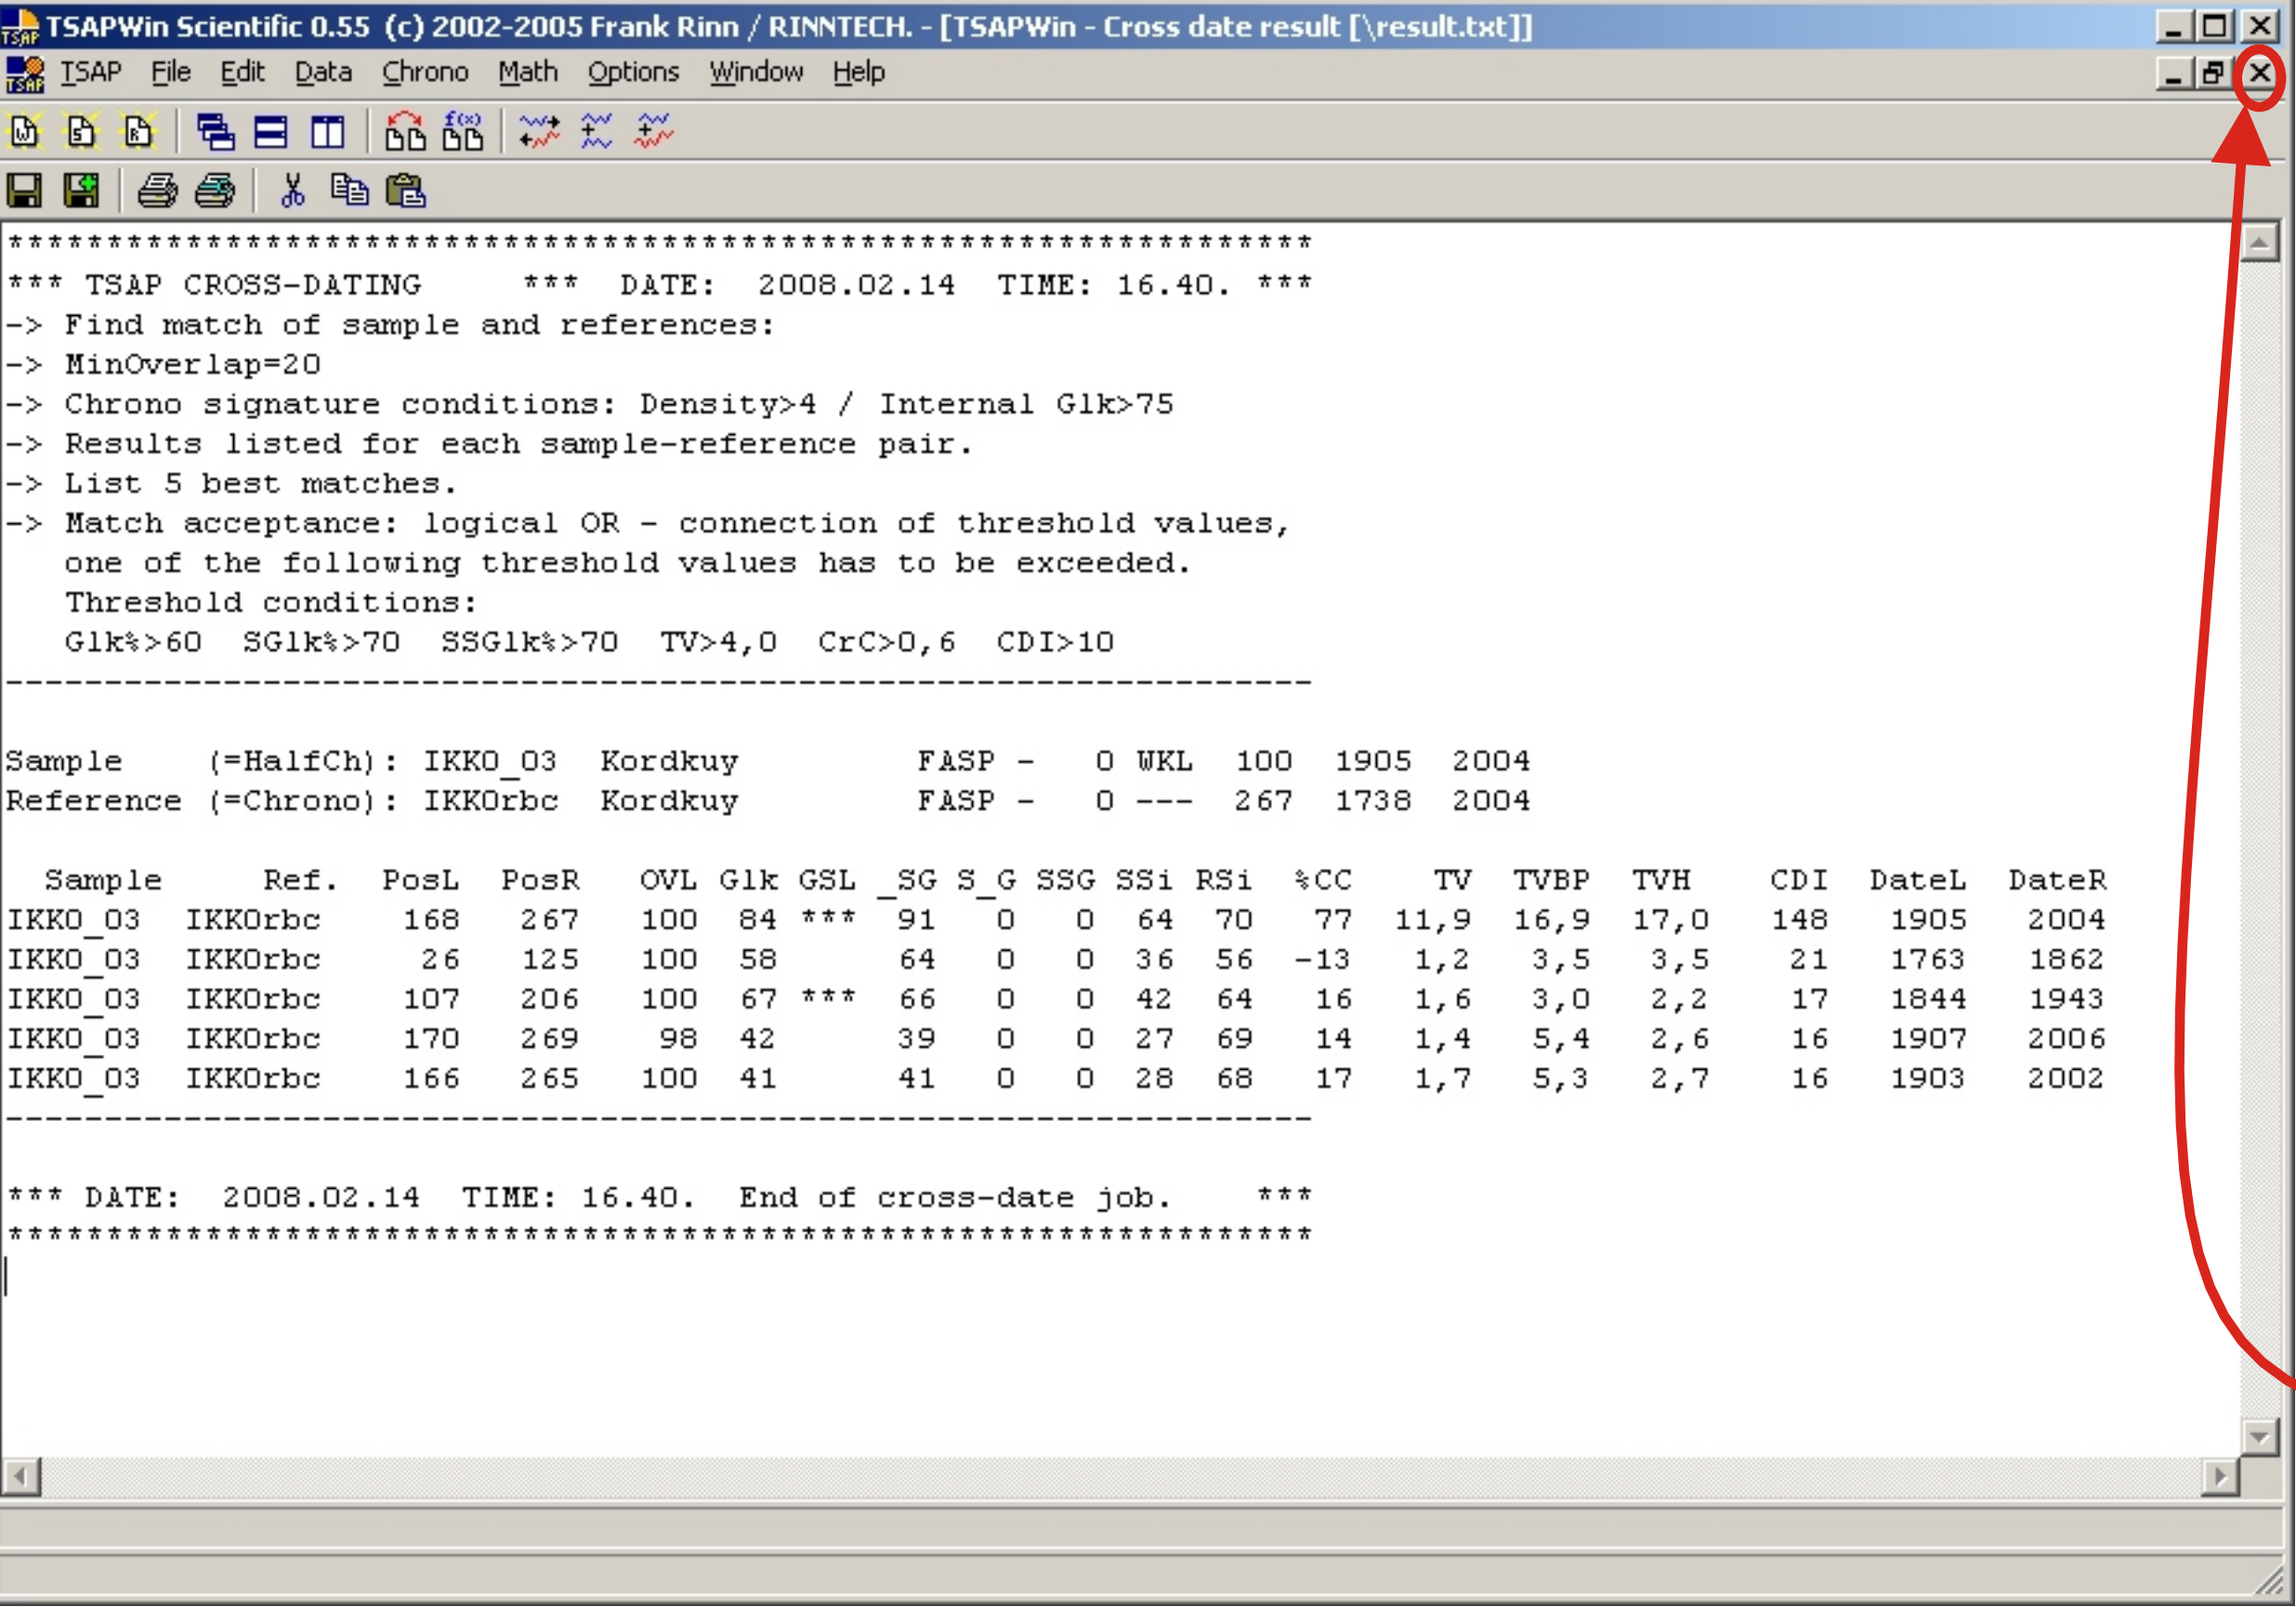 TSAPWin Scientific 0.55 (c) 2002-2005 Frank Rinn / RINNTECH. - [TSAPWin - Cross date result [\result.txt]]
TSAP File Edit Data Chrono Math Options Window Help
********************************************************************
*** TSAP CROSS-DATING     ***  DATE:  2008.02.14  TIME: 16.40. ***
-> Find match of sample and references:
-> MinOverlap=20
-> Chrono signature conditions: Density>4 / Internal Glk>75
-> Results listed for each sample-reference pair.
-> List 5 best matches.
-> Match acceptance: logical OR - connection of threshold values,
one of the following threshold values has to be exceeded.
Threshold conditions:
Glk%>60  SGlk%>70  SSGlk%>70  TV>4,0  CrC>0,6  CDI>10
------------------------------------------------------------------
Sample    (=HalfCh): IKK0_03  Kordkuy         FASP -   0 WKL  100  1905  2004
Reference (=Chrono): IKK0rbc  Kordkuy         FASP -   0 ---  267  1738  2004
Sample     Ref.  PosL  PosR   OVL Glk GSL _SG S_G SSG SSi RSi  %CC    TV  TVBP  TVH    CDI  DateL  DateR
IKK0_03  IKK0rbc    168   267   100  84 ***  91   0   0  64  70   77  11,9  16,9  17,0   148   1905   2004
IKK0_03  IKK0rbc     26   125   100  58      64   0   0  36  56  -13   1,2   3,5   3,5    21   1763   1862
IKK0_03  IKK0rbc    107   206   100  67 ***  66   0   0  42  64   16   1,6   3,0   2,2    17   1844   1943
IKK0_03  IKK0rbc    170   269    98  42      39   0   0  27  69   14   1,4   5,4   2,6    16   1907   2006
IKK0_03  IKK0rbc    166   265   100  41      41   0   0  28  68   17   1,7   5,3   2,7    16   1903   2002
------------------------------------------------------------------
*** DATE:  2008.02.14  TIME: 16.40.  End of cross-date job.    ***
********************************************************************